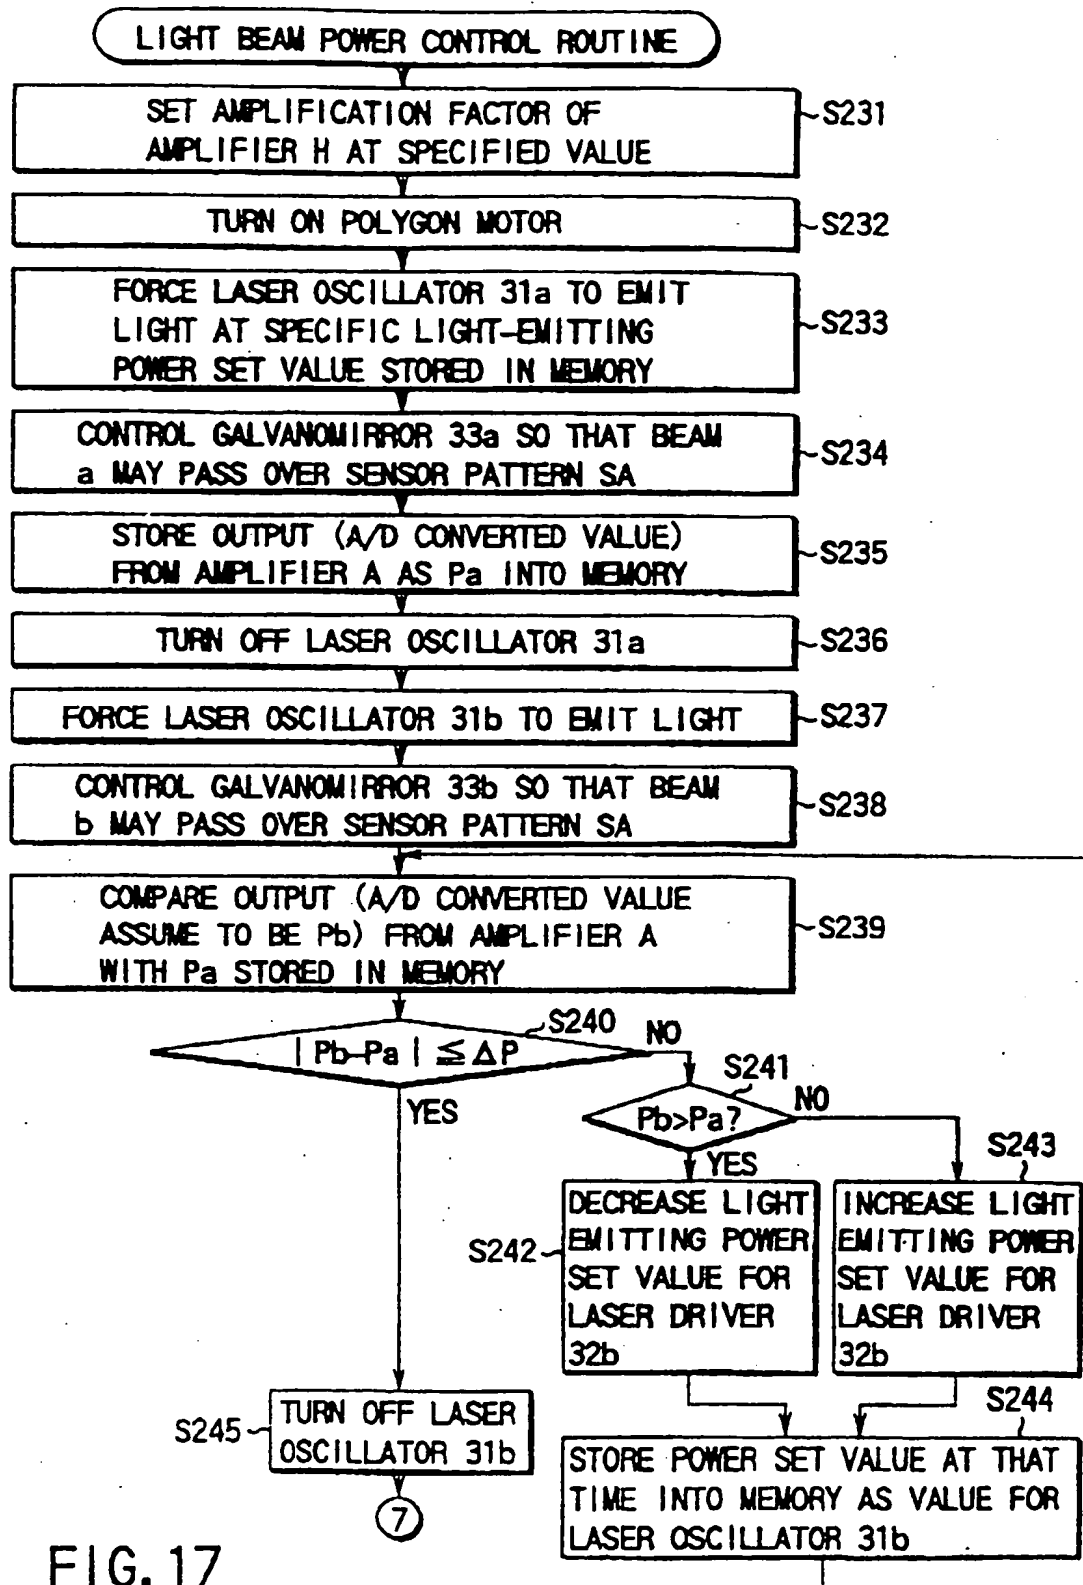 LIGHT BEAM POWER CONTROL ROUTINE
SET AMPLIFICATION FACTOR OF
AMPLIFIER H AT SPECIFIED VALUE
S231
TURN ON POLYGON MOTOR
S232
FORCE LASER OSCILLATOR 31a TO EMIT
LIGHT AT SPECIFIC LIGHT-EMITTING
POWER SET VALUE STORED IN MEMORY
S233
CONTROL GALVANOMIRROR 33a SO THAT BEAM
a MAY PASS OVER SENSOR PATTERN SA
S234
STORE OUTPUT (A/D CONVERTED VALUE)
FROM AMPLIFIER A AS Pa INTO MEMORY
S235
TURN OFF LASER OSCILLATOR 31a
S236
FORCE LASER OSCILLATOR 31b TO EMIT LIGHT
S237
CONTROL GALVANOMIRROR 33b SO THAT BEAM
b MAY PASS OVER SENSOR PATTERN SA
S238
COMPARE OUTPUT (A/D CONVERTED VALUE
ASSUME TO BE Pb) FROM AMPLIFIER A
WITH Pa STORED IN MEMORY
S239
| Pb-Pa | ≦ ΔP
S240
NO
YES
Pb>Pa?
S241
NO
YES
DECREASE LIGHT
EMITTING POWER
SET VALUE FOR
LASER DRIVER
32b
S242
INCREASE LIGHT
EMITTING POWER
SET VALUE FOR
LASER DRIVER
32b
S243
STORE POWER SET VALUE AT THAT
TIME INTO MEMORY AS VALUE FOR
LASER OSCILLATOR 31b
S244
TURN OFF LASER
OSCILLATOR 31b
S245
7
FIG. 17